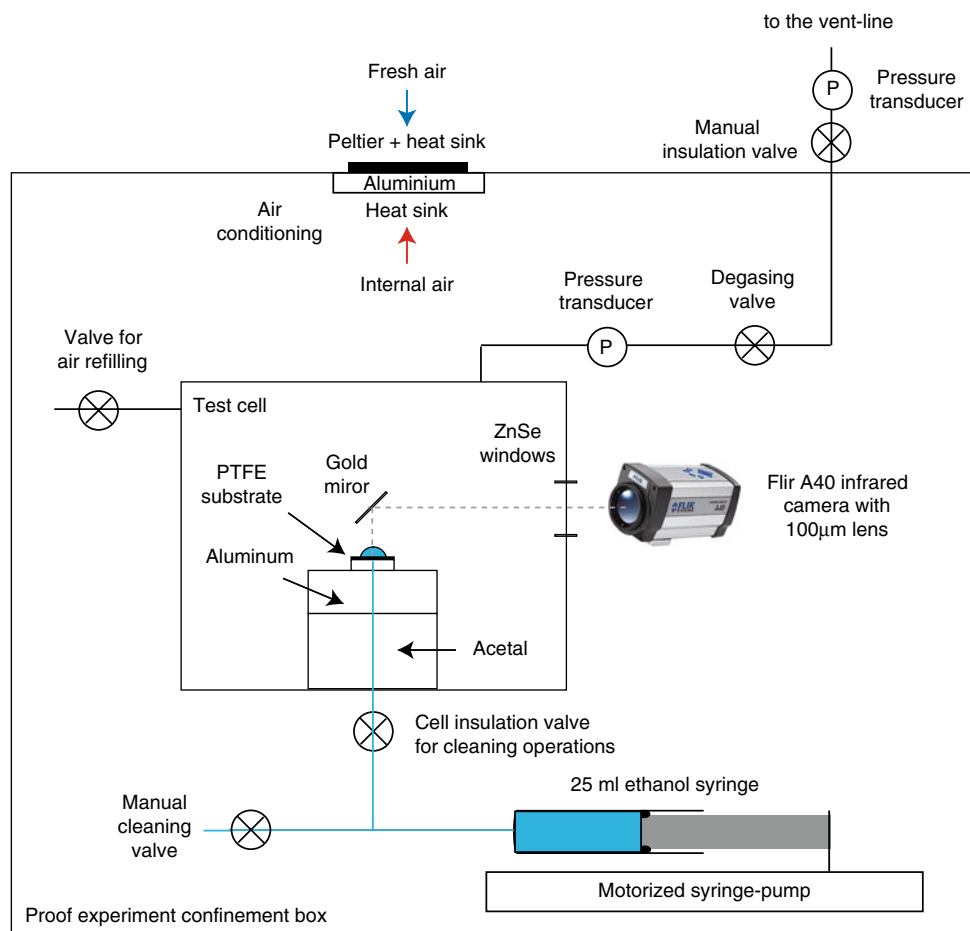 to the vent-line
Fresh air
P
Pressure
transducer
Manual
insulation valve
Peltier + heat sink
Aluminium
Air
conditioning
Heat sink
Internal air
Pressure
transducer
Degasing
valve
P
Valve for
air refilling
Test cell
ZnSe
windows
PTFE
substrate
Gold
miror
Flir A40 infrared
camera with
100μm lens
FLIR
Aluminum
Acetal
Cell insulation valve
for cleaning operations
25 ml ethanol syringe
Manual
cleaning
valve
Motorized syringe-pump
Proof experiment confinement box